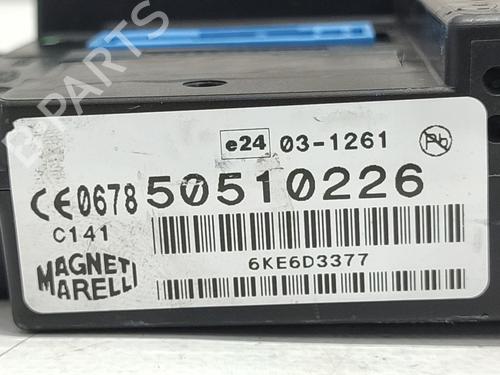 B-PARTS
e24 03-1261
Pb
CE0678 50510226
C141
6KE6D3377
MAGNETI
MARELLI